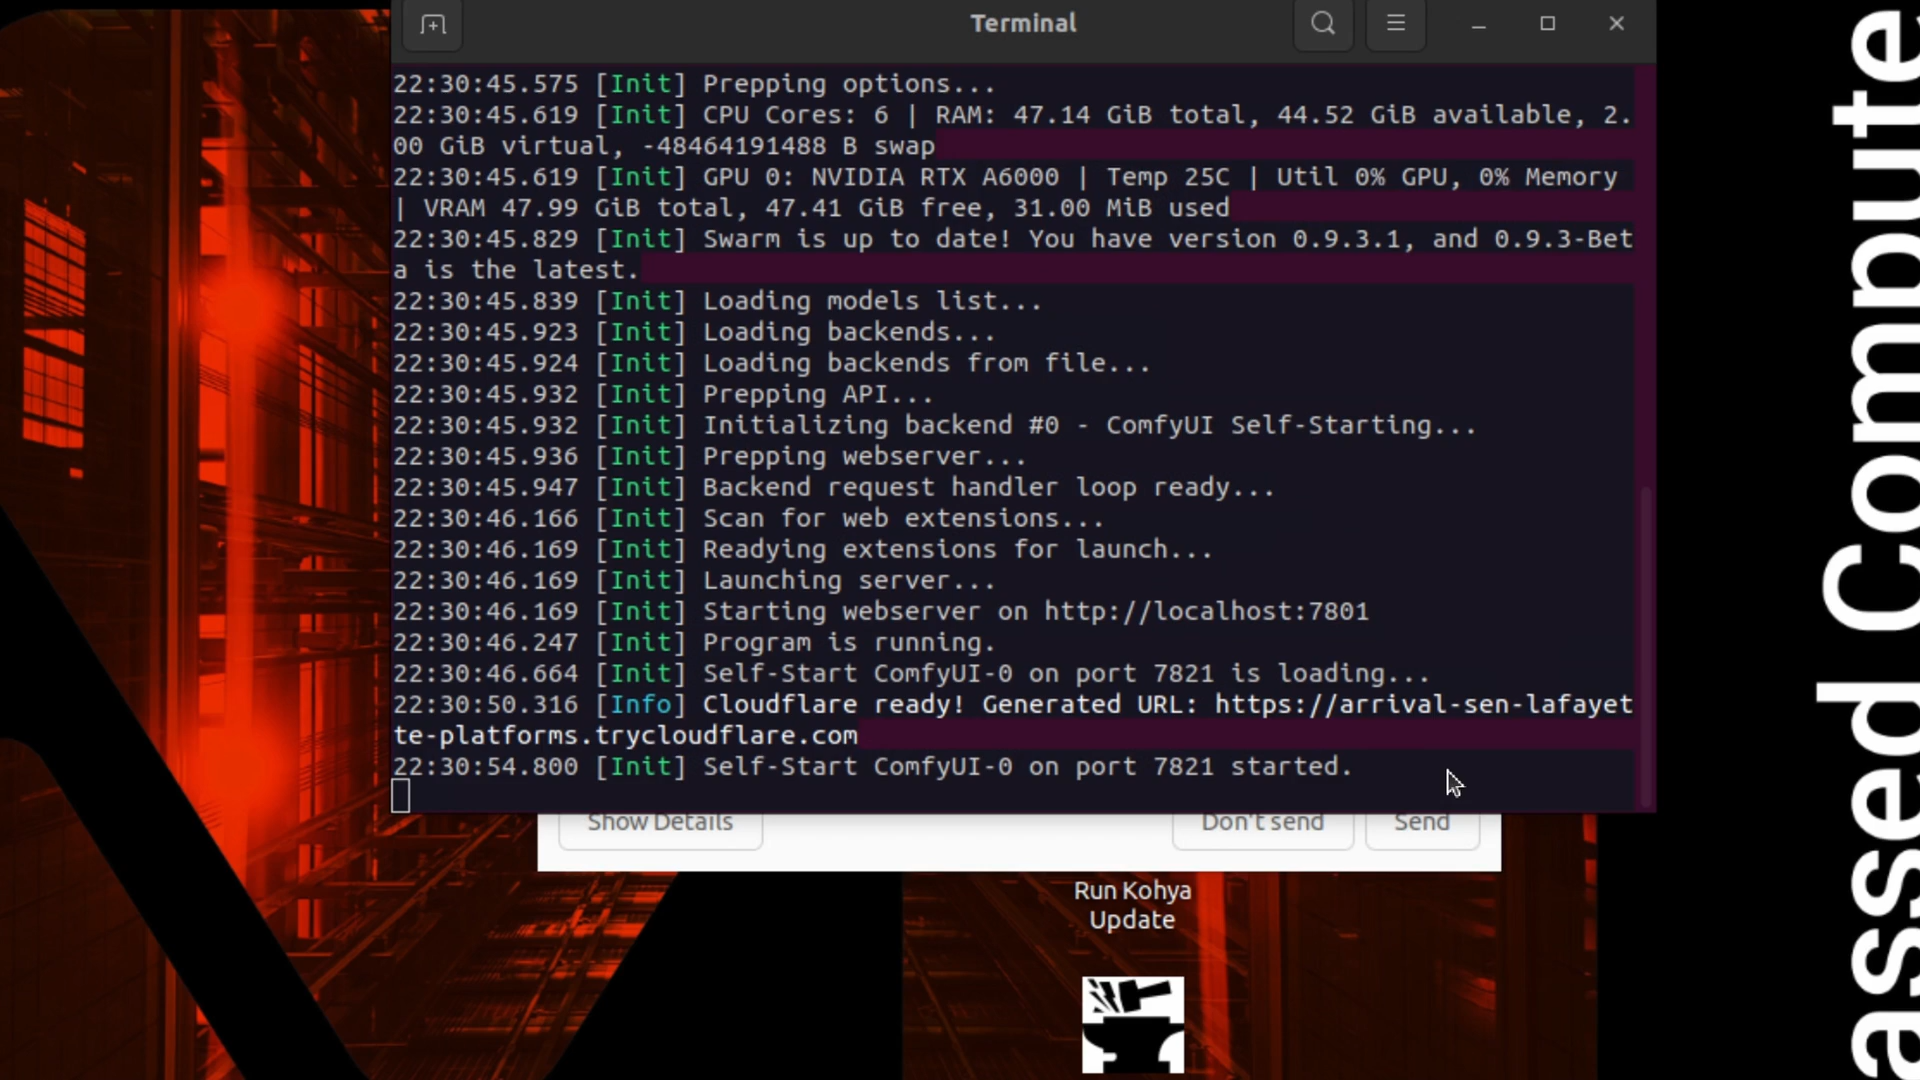 Terminal
22:30:45.575 [Init] Prepping options...
22:30:45.619 [Init] CPU Cores: 6 | RAM: 47.14 GiB total, 44.52 GiB available, 2.
00 GiB virtual, -48464191488 B swap
22:30:45.619 [Init] GPU 0: NVIDIA RTX A6000 | Temp 25C | Util 0% GPU, 0% Memory
| VRAM 47.99 GiB total, 47.41 GiB free, 31.00 MiB used
22:30:45.829 [Init] Swarm is up to date! You have version 0.9.3.1, and 0.9.3-Bet
a is the latest.
22:30:45.839 [Init] Loading models list...
22:30:45.923 [Init] Loading backends...
22:30:45.924 [Init] Loading backends from file...
22:30:45.932 [Init] Prepping API...
22:30:45.932 [Init] Initializing backend #0 - ComfyUI Self-Starting...
22:30:45.936 [Init] Prepping webserver...
22:30:45.947 [Init] Backend request handler loop ready...
22:30:46.166 [Init] Scan for web extensions...
22:30:46.169 [Init] Readying extensions for launch...
22:30:46.169 [Init] Launching server...
22:30:46.169 [Init] Starting webserver on http://localhost:7801
22:30:46.247 [Init] Program is running.
22:30:46.664 [Init] Self-Start ComfyUI-0 on port 7821 is loading...
22:30:50.316 [Info] Cloudflare ready! Generated URL: https://arrival-sen-lafayet
te-platforms.trycloudflare.com
22:30:54.800 [Init] Self-Start ComfyUI-0 on port 7821 started.
Show Details
Don't send
Send
Run Kohya
Update
assed Compute